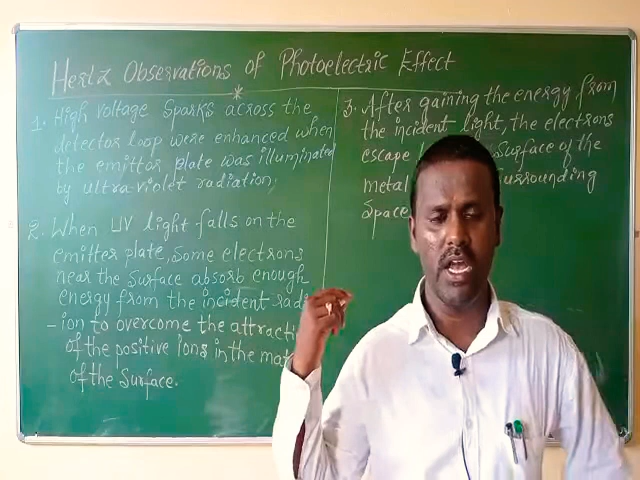 Hertz Observations of Photoelectric Effect
1. High voltage sparks across the
detector loop were enhanced when
the emitter plate was illuminated
by ultra-violet radiation;
2. When UV light falls on the
emitter plate, some electrons
near the surface absorb enough
energy from the incident radi
-ion to overcome the attracti
of the positive Ions in the mat
of the surface.
3. After gaining the energy from
the incident light, the electrons
escape Surface of the
metal surrounding
space